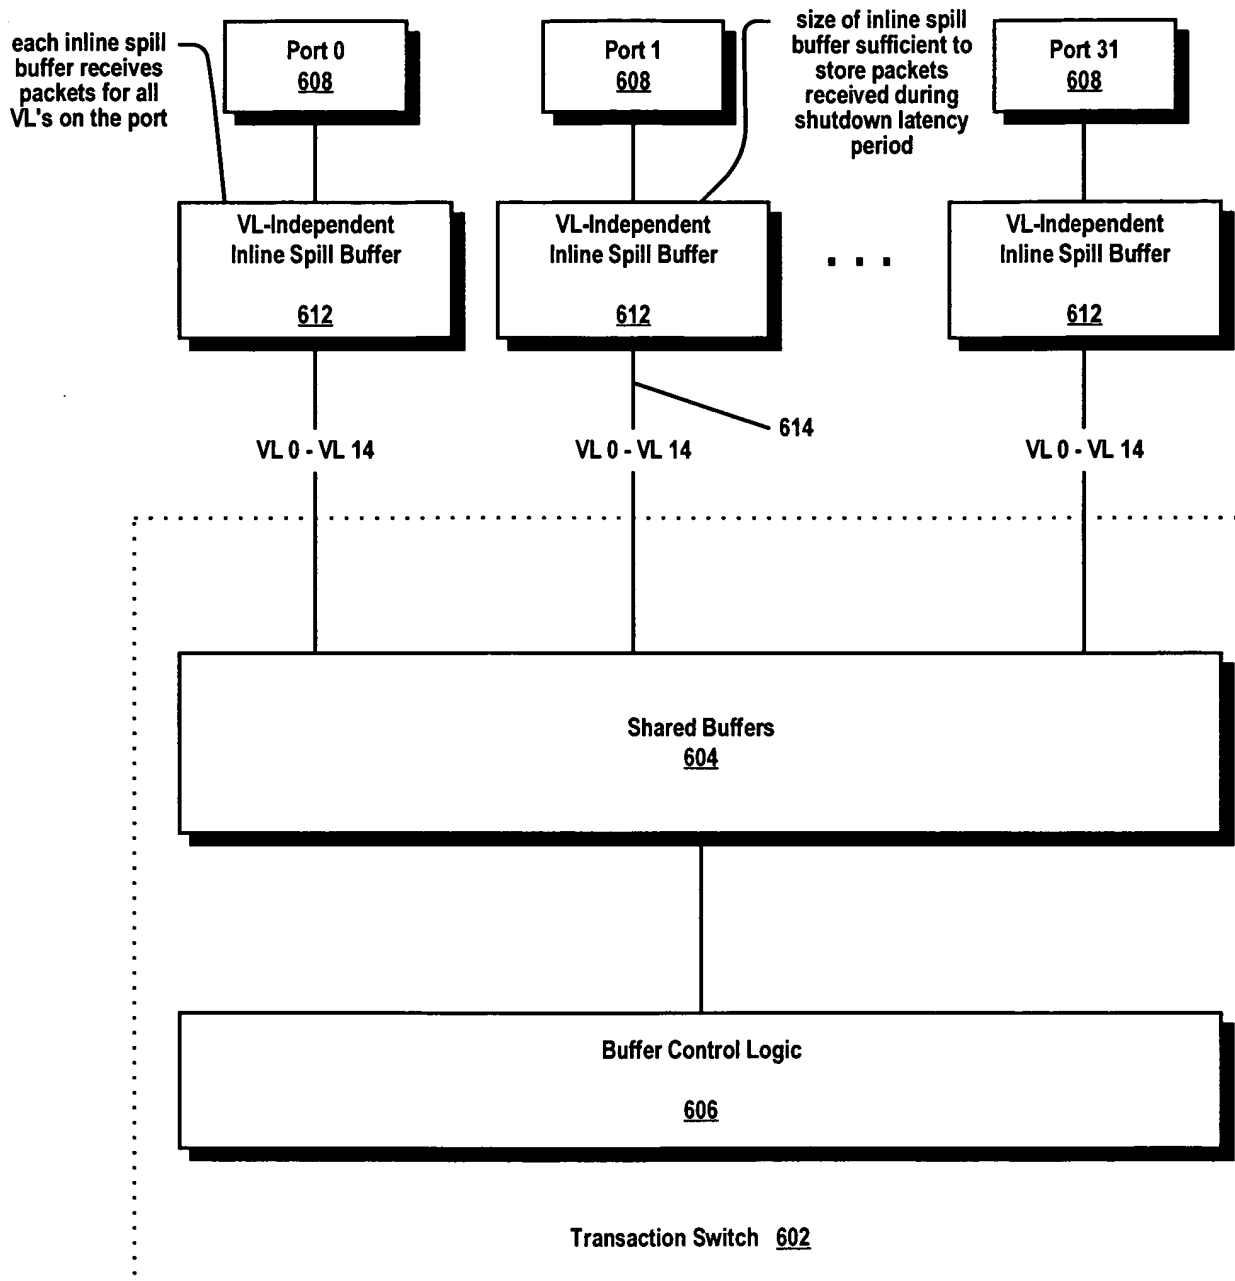 each inline spill
buffer receives
packets for all
VL's on the port
Port 0
608
Port 1
608
size of inline spill
buffer sufficient to
store packets
received during
shutdown latency
period
Port 31
608
VL-Independent
Inline Spill Buffer
612
VL-Independent
Inline Spill Buffer
612
. . .
VL-Independent
Inline Spill Buffer
612
614
VL 0 - VL 14
VL 0 - VL 14
VL 0 - VL 14
Shared Buffers
604
Buffer Control Logic
606
Transaction Switch 602